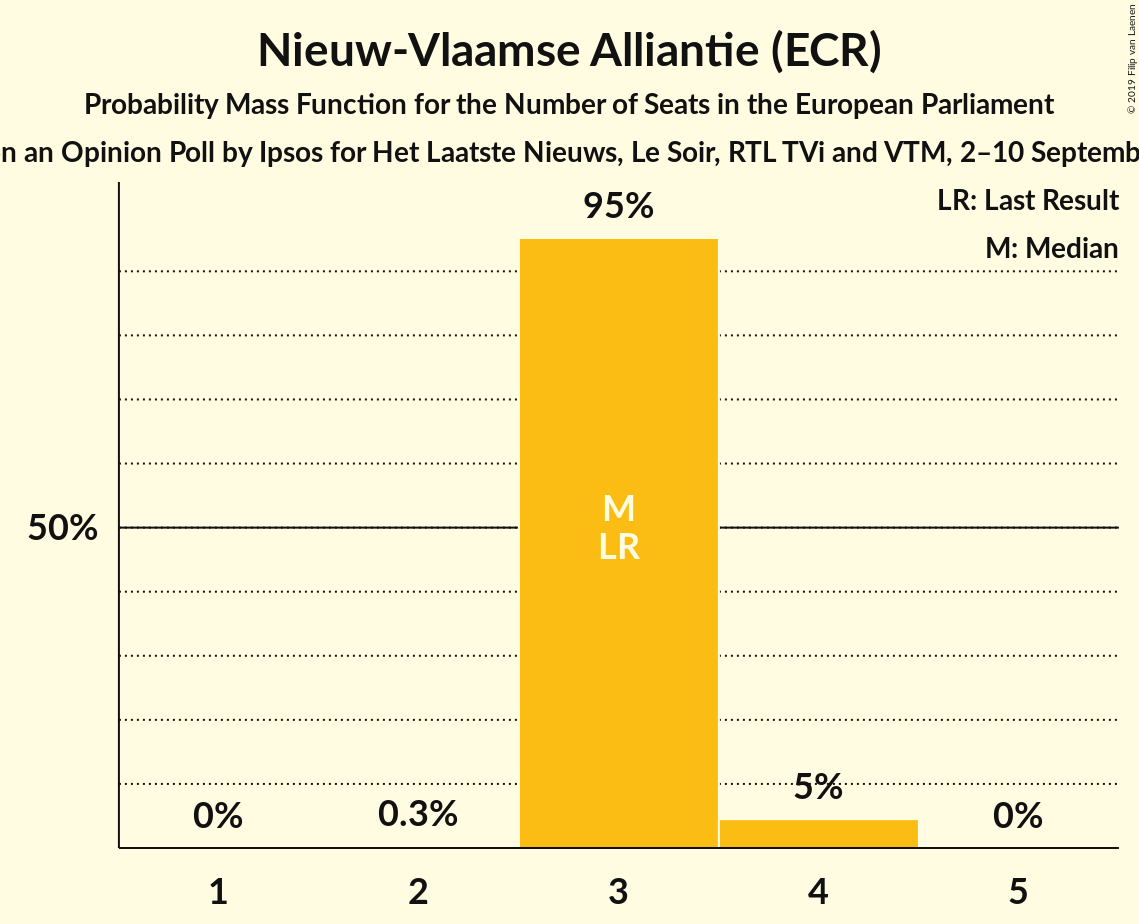 Nieuw-Vlaamse Alliantie (ECR)
Probability Mass Function for the Number of Seats in the European Parliament
n an Opinion Poll by Ipsos for Het Laatste Nieuws, Le Soir, RTL TVi and VTM, 2–10 Septemb
© 2019 Filip van Laenen
LR: Last Result
M: Median
95%
50%
M
LR
0%
0.3%
5%
0%
1
2
3
4
5